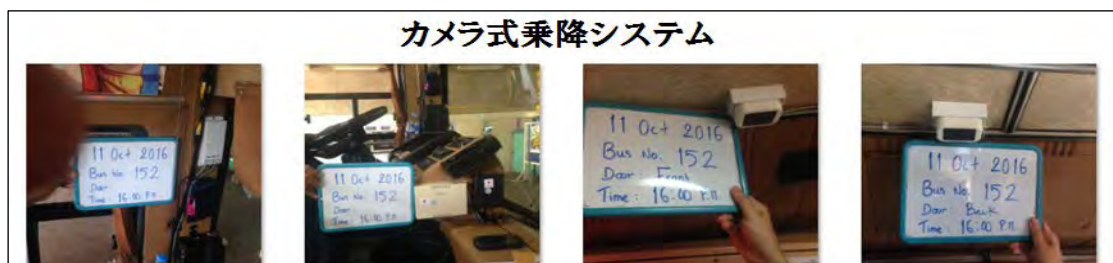 カメラ式乗降システム
11 Oct 2016
Bus No. 152
Door
Time: 16:00 P.M.
11 Oct 2016
Bus No. 152
Door
Time: 16:00 P.M.
11 Oct 2016
Bus No. 152
Door Front
Time: 16:00 P.M.
11 Oct 2016
Bus No. 152
Door Back
Time: 16:00 P.M.